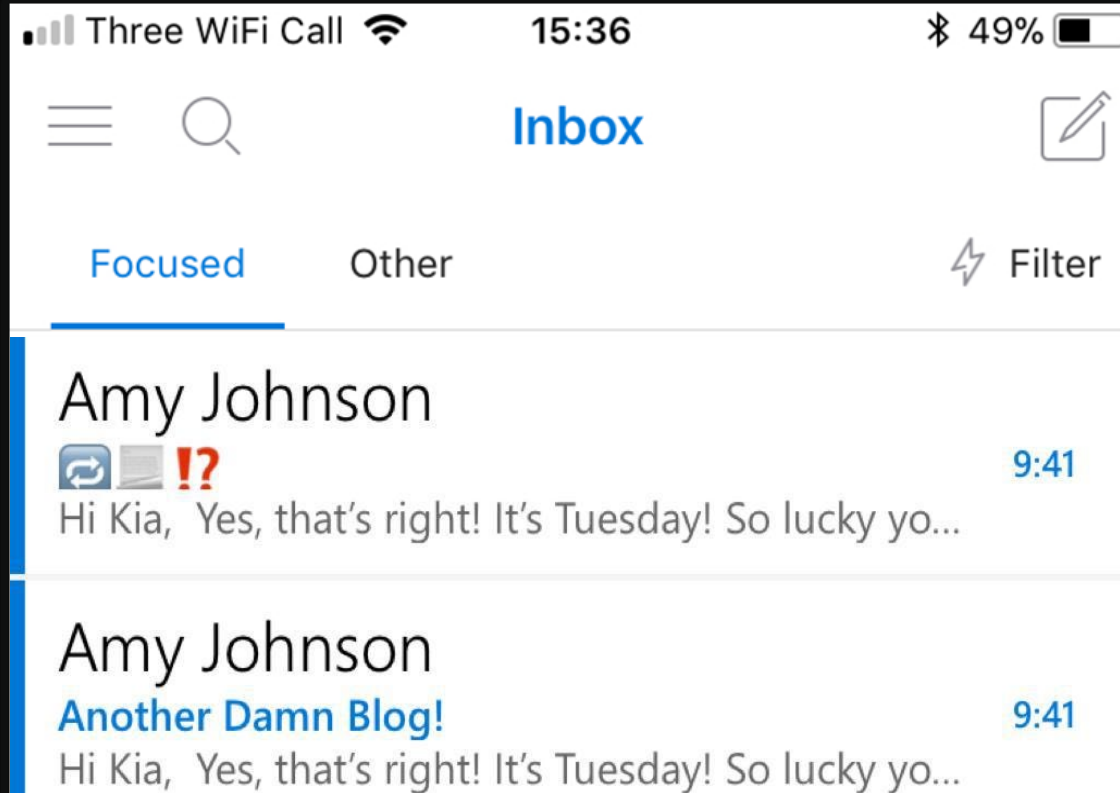 Three WiFi Call 15:36 49%
Inbox
Focused Other Filter
Amy Johnson
🔁📃⁉️ 9:41
Hi Kia,  Yes, that's right! It's Tuesday! So lucky yo...
Amy Johnson
Another Damn Blog! 9:41
Hi Kia,  Yes, that's right! It's Tuesday! So lucky yo...